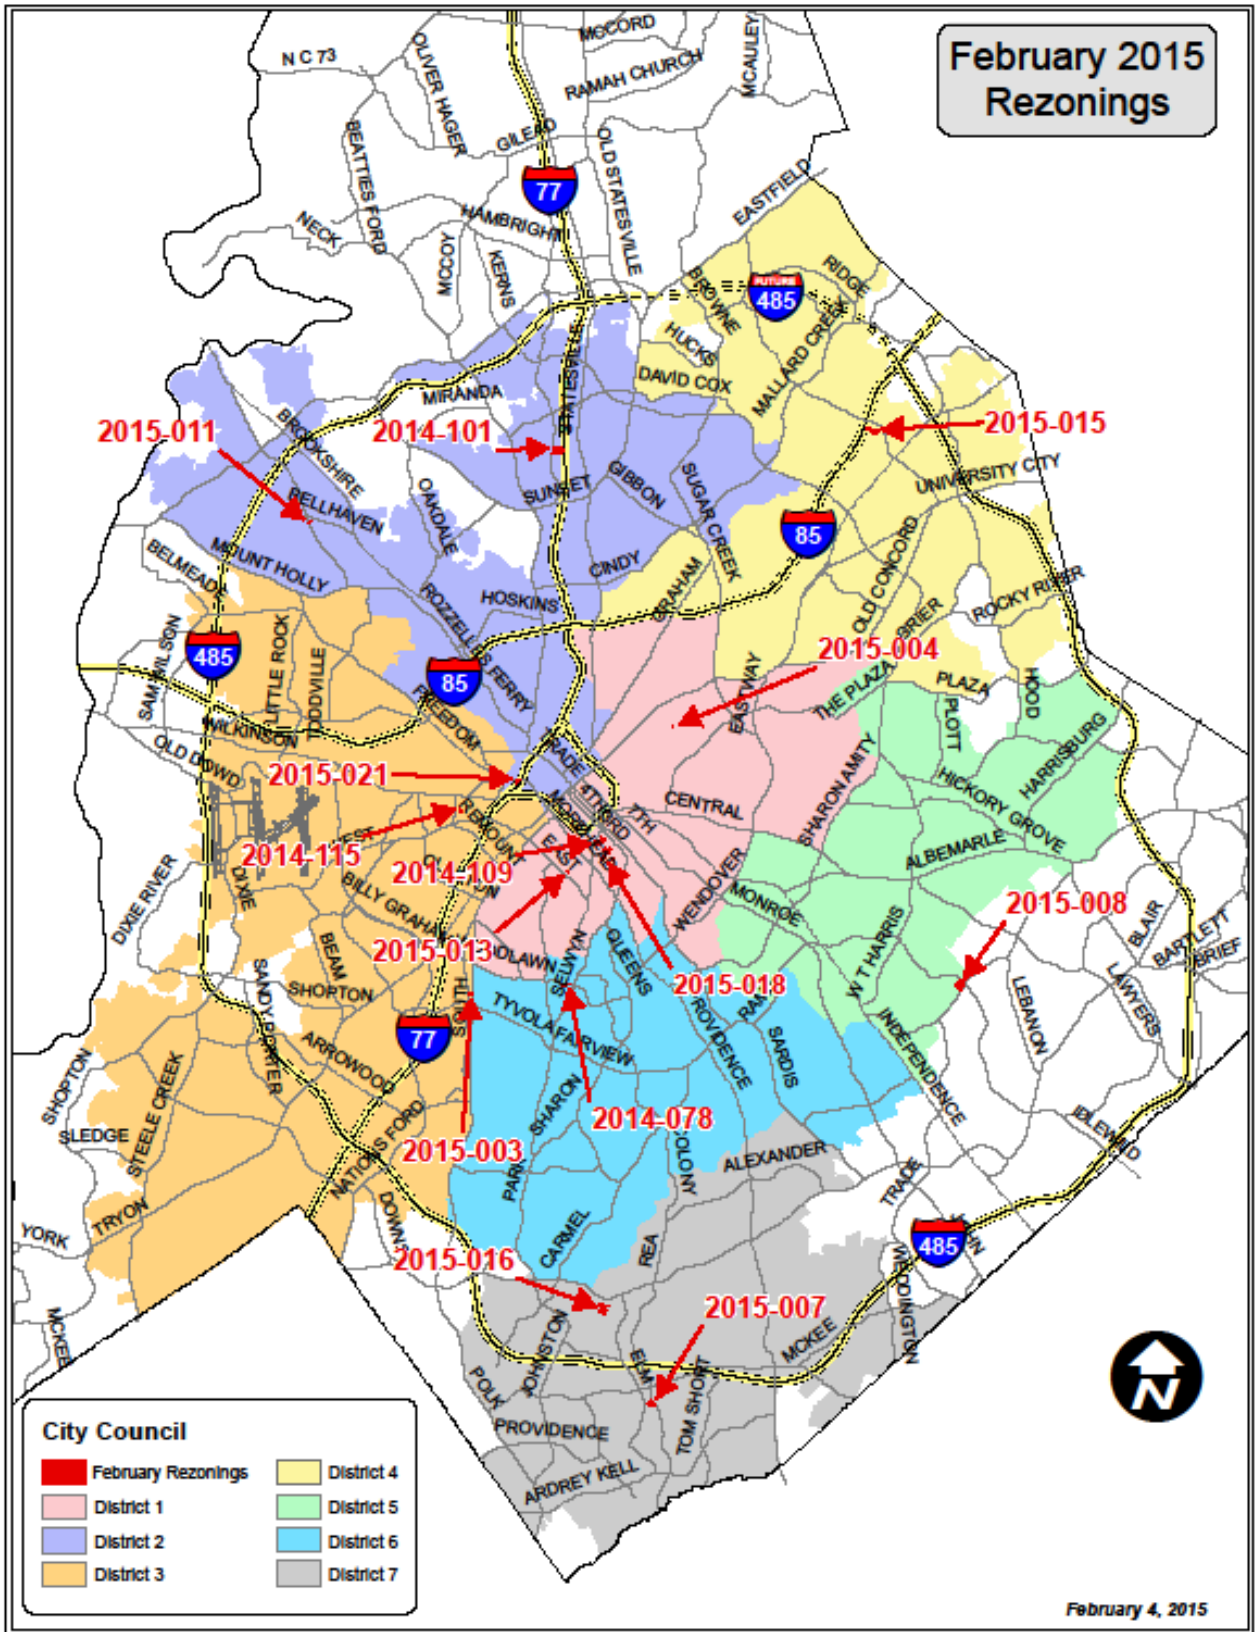 February 2015
Rezonings
MCCORD
N C 73
OLIVER HAGER
RAMAH CHURCH
MCAULEY
GILEAD
BEATTIES FORD
OLD STATESVILLE
77
EASTFIELD
HAMBRIGHT
NECK
MCCOY
KERNS
RIDGE
BROWNE
FUTURE
485
HUCKS
MALLARD CREEK
DAVID COX
STATESVILLE
MIRANDA
2015-011
2014-101
2015-015
BROOKSHIRE
BELLHAVEN
OAKDALE
SUNSET
GIBBON
SUGAR CREEK
UNIVERSITY CITY
85
OLD CONCORD
MOUNT HOLLY
BELMEADE
CINDY
GRAHAM
HOSKINS
ROZZELLES FERRY
ROCKY RIVER
BRIER
SAM WILSON
485
LITTLE ROCK
TODDVILLE
85
2015-004
FREEDOM
EASTWAY
THE PLAZA
PLAZA
PLOTT
HOOD
HARRISBURG
WILKINSON
OLD DOWD
TRADE
SHARON AMITY
HICKORY GROVE
2015-021
4TH
7TH
CENTRAL
REMOUNT
ALBEMARLE
2014-115
2014-109
EAST
DIXIE
BILLY GRAHAM
WENDOVER
MONROE
2015-008
DIXIE RIVER
W T HARRIS
BLAIR
BARTLETT
BRIEF
2015-013
BEAM
SELWYN
QUEENS
2015-018
SHOPTON
SANDY PORTER
TYVOLA
FAIRVIEW
PROVIDENCE
SARDIS
INDEPENDENCE
LEBANON
LAWYERS
77
ARROWOOD
SHOPTON
STEELE CREEK
SHARON
2014-078
2015-003
SLEDGE
NATIONS FORD
PARK
COLONY
ALEXANDER
IDLEWILD
TRADE
TRYON
YORK
DOWNS
CARMEL
REA
485
WEDDINGTON
2015-016
2015-007
MCKEE
JOHNSTON
ELM
MCKEE
POLK
TOM SHORT
PROVIDENCE
ARDREY KELL
N
City Council
February Rezonings
District 1
District 2
District 3
District 4
District 5
District 6
District 7
February 4, 2015